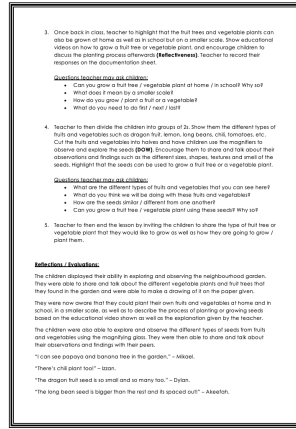 3. Once back in class, teacher to highlight that the fruit trees and vegetable plants can
also be grown at home as well as in school but on a smaller scale. Show educational
videos on how to grow a fruit tree or vegetable plant, and encourage children to
discuss the planting process afterwards (Reflectiveness). Teacher to record their
responses on the documentation sheet.
Questions teacher may ask children:
• Can you grow a fruit tree / vegetable plant at home / in school? Why so?
• What does it mean by a smaller scale?
• How do you grow / plant a fruit or a vegetable?
• What do you need to do first / next / last?
4. Teacher to then divide the children into groups of 2s. Show them the different types of
fruits and vegetables such as dragon fruit, lemon, long beans, chili, tomatoes, etc.
Cut the fruits and vegetables into halves and have children use the magnifiers to
observe and explore the seeds (DOW). Encourage them to share and talk about their
observations and findings such as the different sizes, shapes, textures and smell of the
seeds. Highlight that the seeds can be used to grow a fruit tree or a vegetable plant.
Questions teacher may ask children:
• What are the different types of fruits and vegetables that you can see here?
• What do you think we will be doing with these fruits and vegetables?
• How are the seeds similar / different from one another?
• Can you grow a fruit tree / vegetable plant using these seeds? Why so?
5. Teacher to end the lesson by inviting the children to share the type of fruit tree or
vegetable plant that they would like to grow as well as how they are going to grow /
plant them.
Reflections / Evaluations:
The children displayed their ability in exploring and observing the neighbourhood garden.
They were able to share and talk about the different vegetable plants and fruit trees that
they found in the garden and were able to make a drawing of it on the paper given.
They were now aware that they could plant their own fruits and vegetables at home and in
school, in a smaller scale, as well as to describe the process of planting or growing seeds
based on the educational video shown as well as the explanation given by the teacher.
The children were also able to explore and observe the different types of seeds from fruits
and vegetables using the magnifying glass. They were then able to share and talk about
their observations and findings with their peers.
"I can see papaya and banana tree in the garden." – Mikael.
"There's chili plant too!" – Izzan.
"The dragon fruit seed is so small and so many too." – Dylan.
"The long bean seed is bigger than the rest and its spaced out!" – Akeefah.